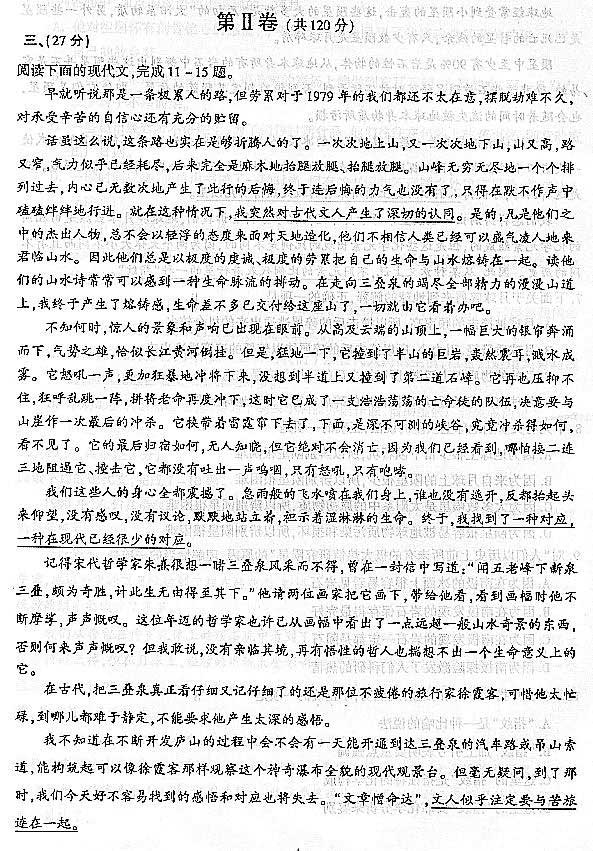 第Ⅱ卷 (共120分)
三、(27分)
阅读下面的现代文,完成11-15题。
早就听说那是一条极累人的路,但劳累对于1979年的我们都还不太在意,摆脱劫难不久,
对承受辛苦的自信心还有充分的贮留。
话虽这么说,这条路也实在是够折腾人的了。一次次地上山,又一次次地下山,山又高,路
又窄,气力似乎已经耗尽,后来完全是麻木地抬腿放腿、抬腿放腿。山峰无穷无尽地一个个排
列过去,内心已无数次地产生了此行的后悔,终于连后悔的力气也没有了,只得在默不作声中
磕磕绊绊地行进。就在这种情况下,我突然对古代文人产生了深切的认同。是的,凡是他们之
中的杰出人物,总不会以轻浮的态度来面对天地造化,他们不相信人类已经可以盛气凌人地来
君临山水。因此他们总是以极度的虔诚、极度的劳累把自己的生命与山水熔铸在一起。读他
们的山水诗常常可以感到一种生命脉流的搏动。在走向三叠泉的竭尽全部精力的漫漫山道
上,我终于产生了熔铸感,生命差不多已交付给这座山了,一切就由它看着办吧。
不知何时,惊人的景象和声响已出现在眼前。从高及云端的山顶上,一幅巨大的银帘奔涌
而下,气势之雄,恰似长江黄河倒挂。但是,猛地一下,它撞到了半山的巨岩,轰然震耳,溅水成
雾。它怒吼一声,更加狂暴地冲将下来,没想到半道上又撞到了第二道石嶂。它再也压抑不
住,狂呼乱跳一阵,拼将老命再度冲下,这时它已成了一支浩浩荡荡的亡命徒的队伍,决意要与
山崖作一次最后的冲杀。它挟带着雷霆窜下去了,下面,是深不可测的峡谷,究竟冲杀得如何,
看不见了。它的最后归宿如何,无人知晓,但它绝对不会消亡,因为我们已经看到,哪怕接二连
三地阻遏它、撞击它,它都没有吐出一声呜咽,只有怒吼,只有咆哮。
我们这些人的身心全都震撼了。急雨般的飞水喷在我们身上,谁也没有逃开,反都抬起头
来仰望,没有感叹,没有议论,默默地站立着,袒示着湿淋淋的生命。终于,我找到了一种对应,
一种在现代已经很少的对应。
记得宋代哲学家朱熹很想一睹三叠泉风采而不得,曾在一封信中写道:“闻五老峰下新泉
三叠,颇为奇胜,计此生无由得至其下。”他请两位画家把它画下,带给他看,看到画幅时他不
断摩挲,声声慨叹。这位年迈的哲学家也许已从画幅中看出了一点远超一般山水奇景的东西,
否则何来声声慨叹?但我敢说,没有亲临其境,再有悟性的哲人也揣想不出一个生命意义上的
它。
在古代,把三叠泉真正看仔细又记仔细了的还是那位不疲倦的旅行家徐霞客,可惜他太忙
碌,到哪儿都难于静定,不能要求他产生太深的感悟。
我不知道在不断开发庐山的过程中会不会有一天能开通到达三叠泉的汽车路或吊山索
道,能构筑起可以像徐霞客那样观察这个神奇瀑布全貌的现代观景台。但毫无疑问,到了那
时,我们今天好不容易找到的感悟和对应也将失去。“文章憎命达”,文人似乎注定要与苦旅
连在一起。